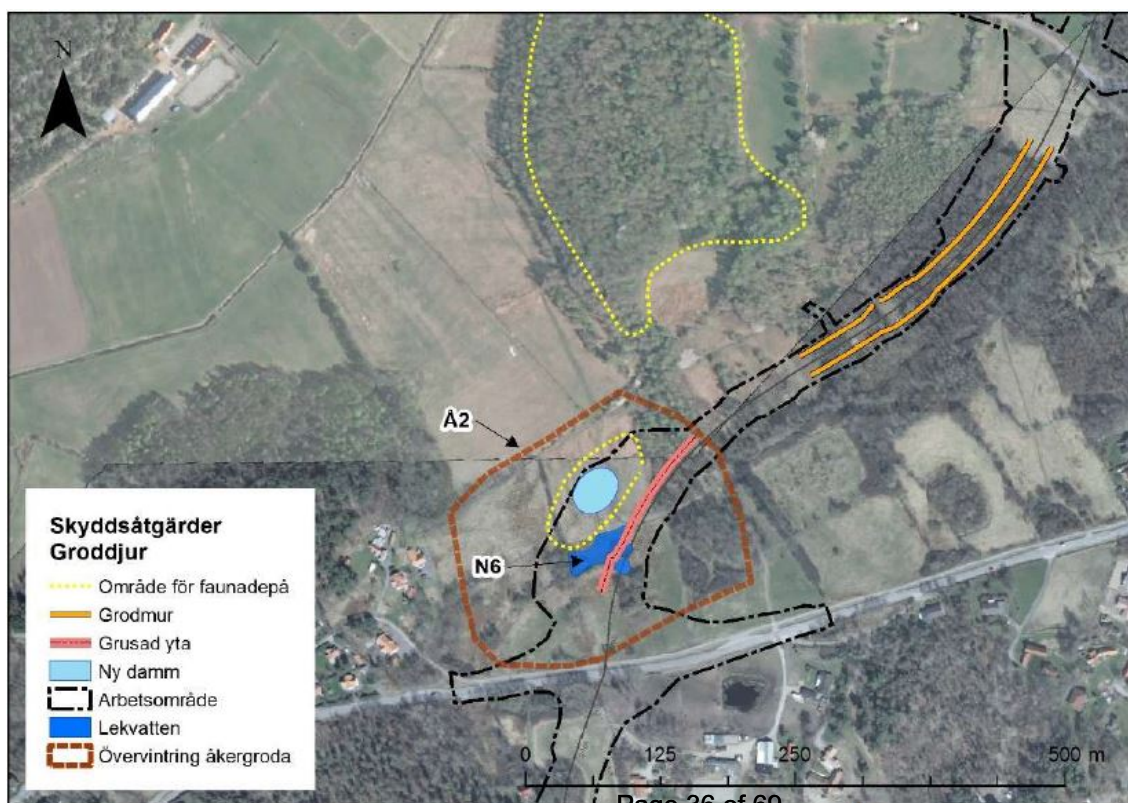 N
Å2
N6
Skyddsåtgärder
Groddjur
Område för faunadepå
Grodmur
Grusad yta
Ny damm
Arbetsområde
Lekvatten
Övervintring åkergroda
0 125 250 500 m
Page 36 of 69